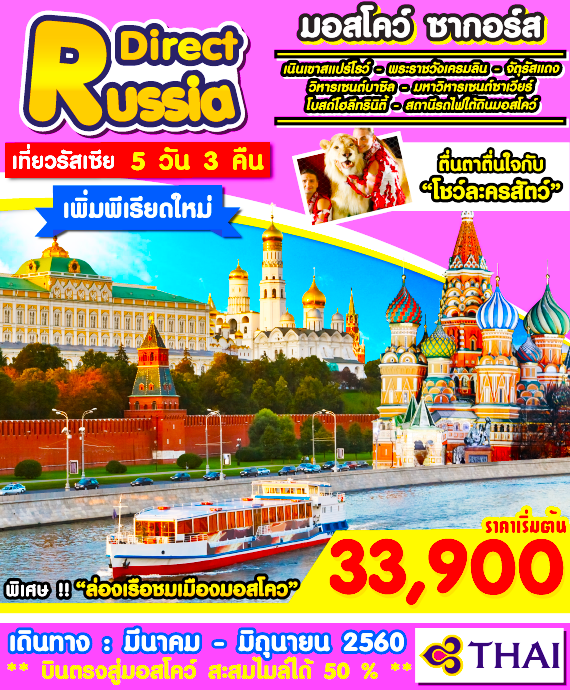 Direct
Russia
มอสโคว์ ซากอร์ส
เนินเขาสแปร์โรว์ - พระราชวังเครมลิน - จัตุรัสแดง
วิหารเซนต์บาซิล - มหาวิหารเซนต์ซาเวียร์
โบสถ์โฮลีทรินิตี้ - สถานีรถไฟใต้ดินมอสโคว์
เที่ยวรัสเซีย 5 วัน 3 คืน
เพิ่มพีเรียดใหม่
ตื่นตาตื่นใจกับ
“โชว์ละครสัตว์”
ราคาเริ่มต้น
33,900
พิเศษ !! “ล่องเรือชมเมืองมอสโคว”
เดินทาง : มีนาคม - มิถุนายน 2560
** บินตรงสู่มอสโคว์ สะสมไมล์ได้ 50 % **
THAI